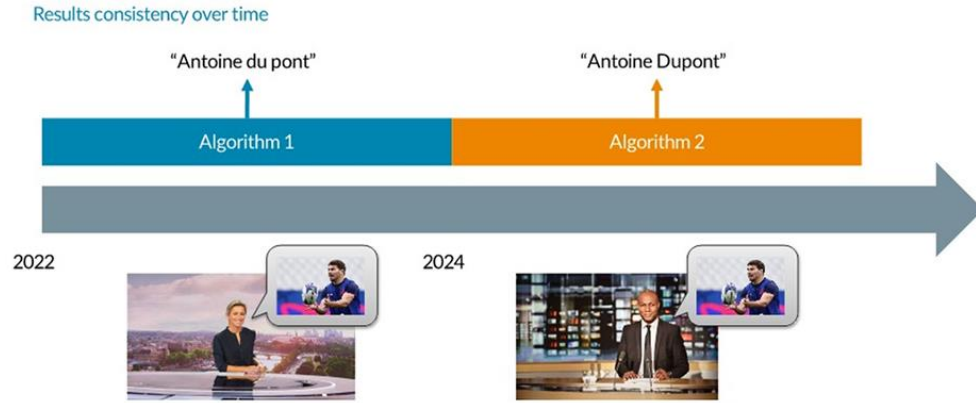 Results consistency over time
“Antoine du pont”
“Antoine Dupont”
Algorithm 1
Algorithm 2
2022
2024